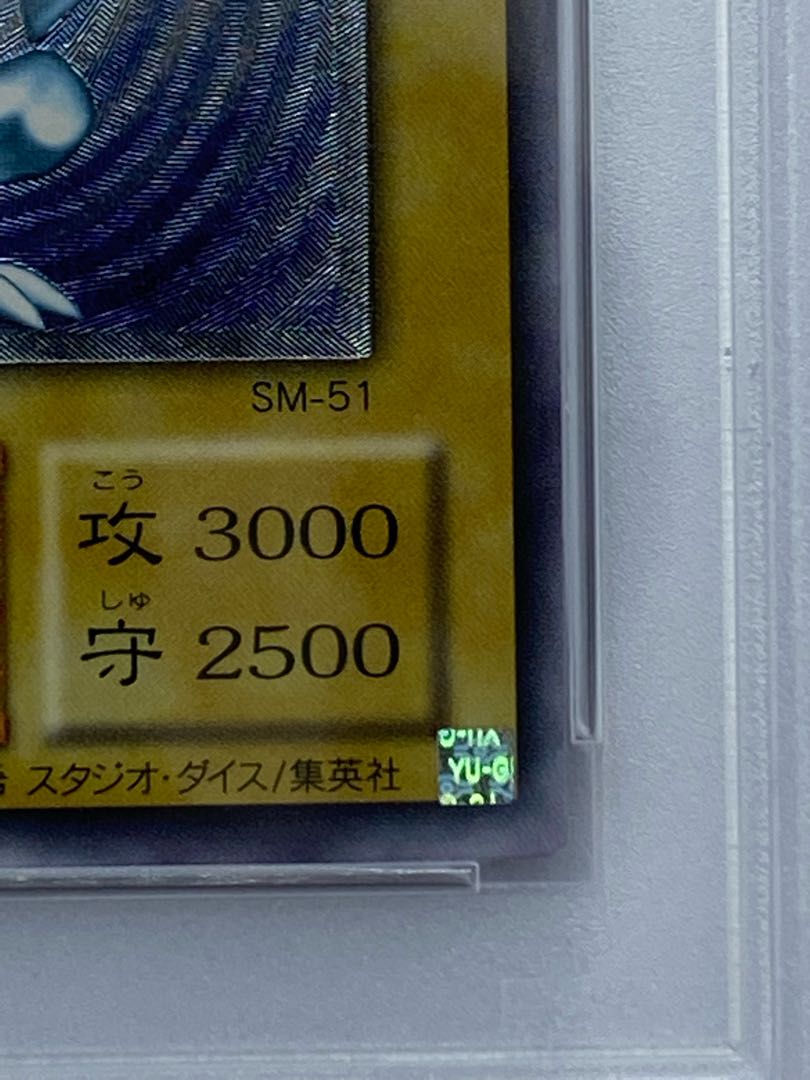 SM-51
こう
攻 3000
しゅ
守 2500
スタジオ・ダイス/集英社
YU-G